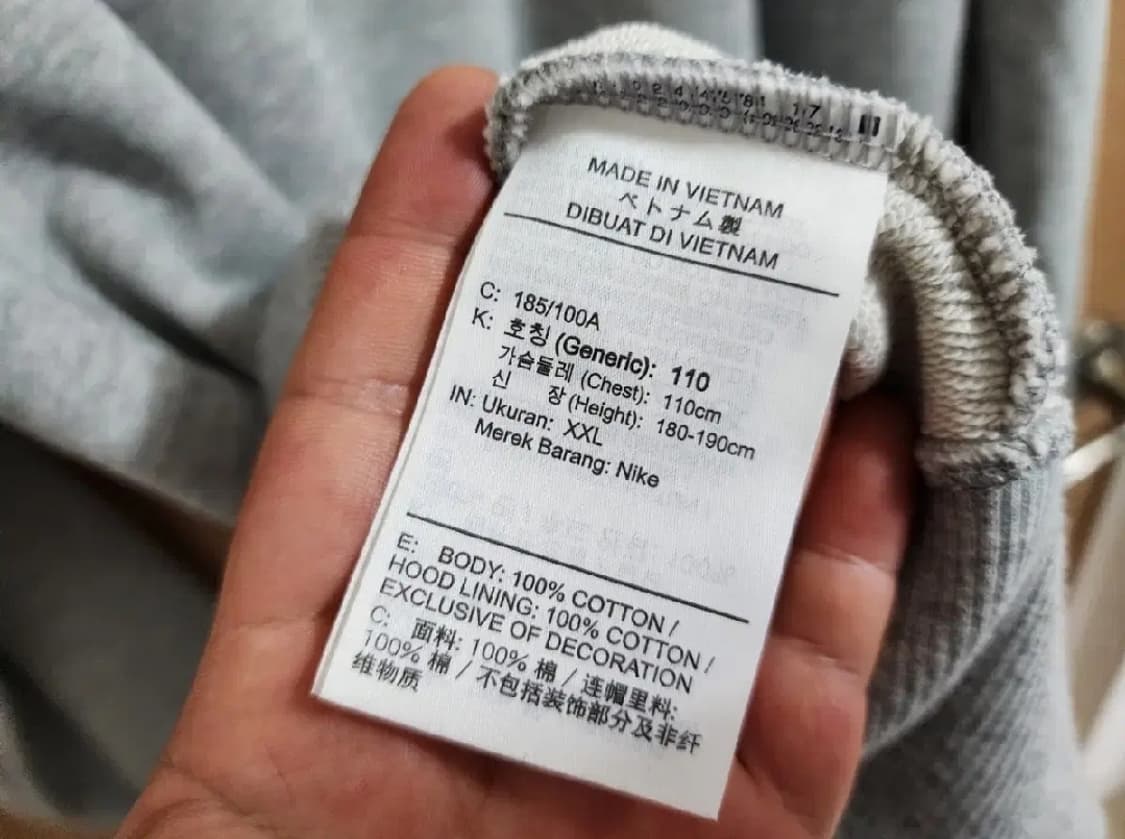 MADE IN VIETNAM
ベトナム製
DIBUAT DI VIETNAM
C: 185/100A
K: 호칭 (Generic): 110
가슴둘레 (Chest): 110cm
신 장 (Height): 180-190cm
IN: Ukuran: XXL
Merek Barang: Nike
E: BODY: 100% COTTON /
HOOD LINING: 100% COTTON /
EXCLUSIVE OF DECORATION
C: 面料: 100% 棉 / 连帽里料:
100% 棉 / 不包括装饰部分及非纤
维物质